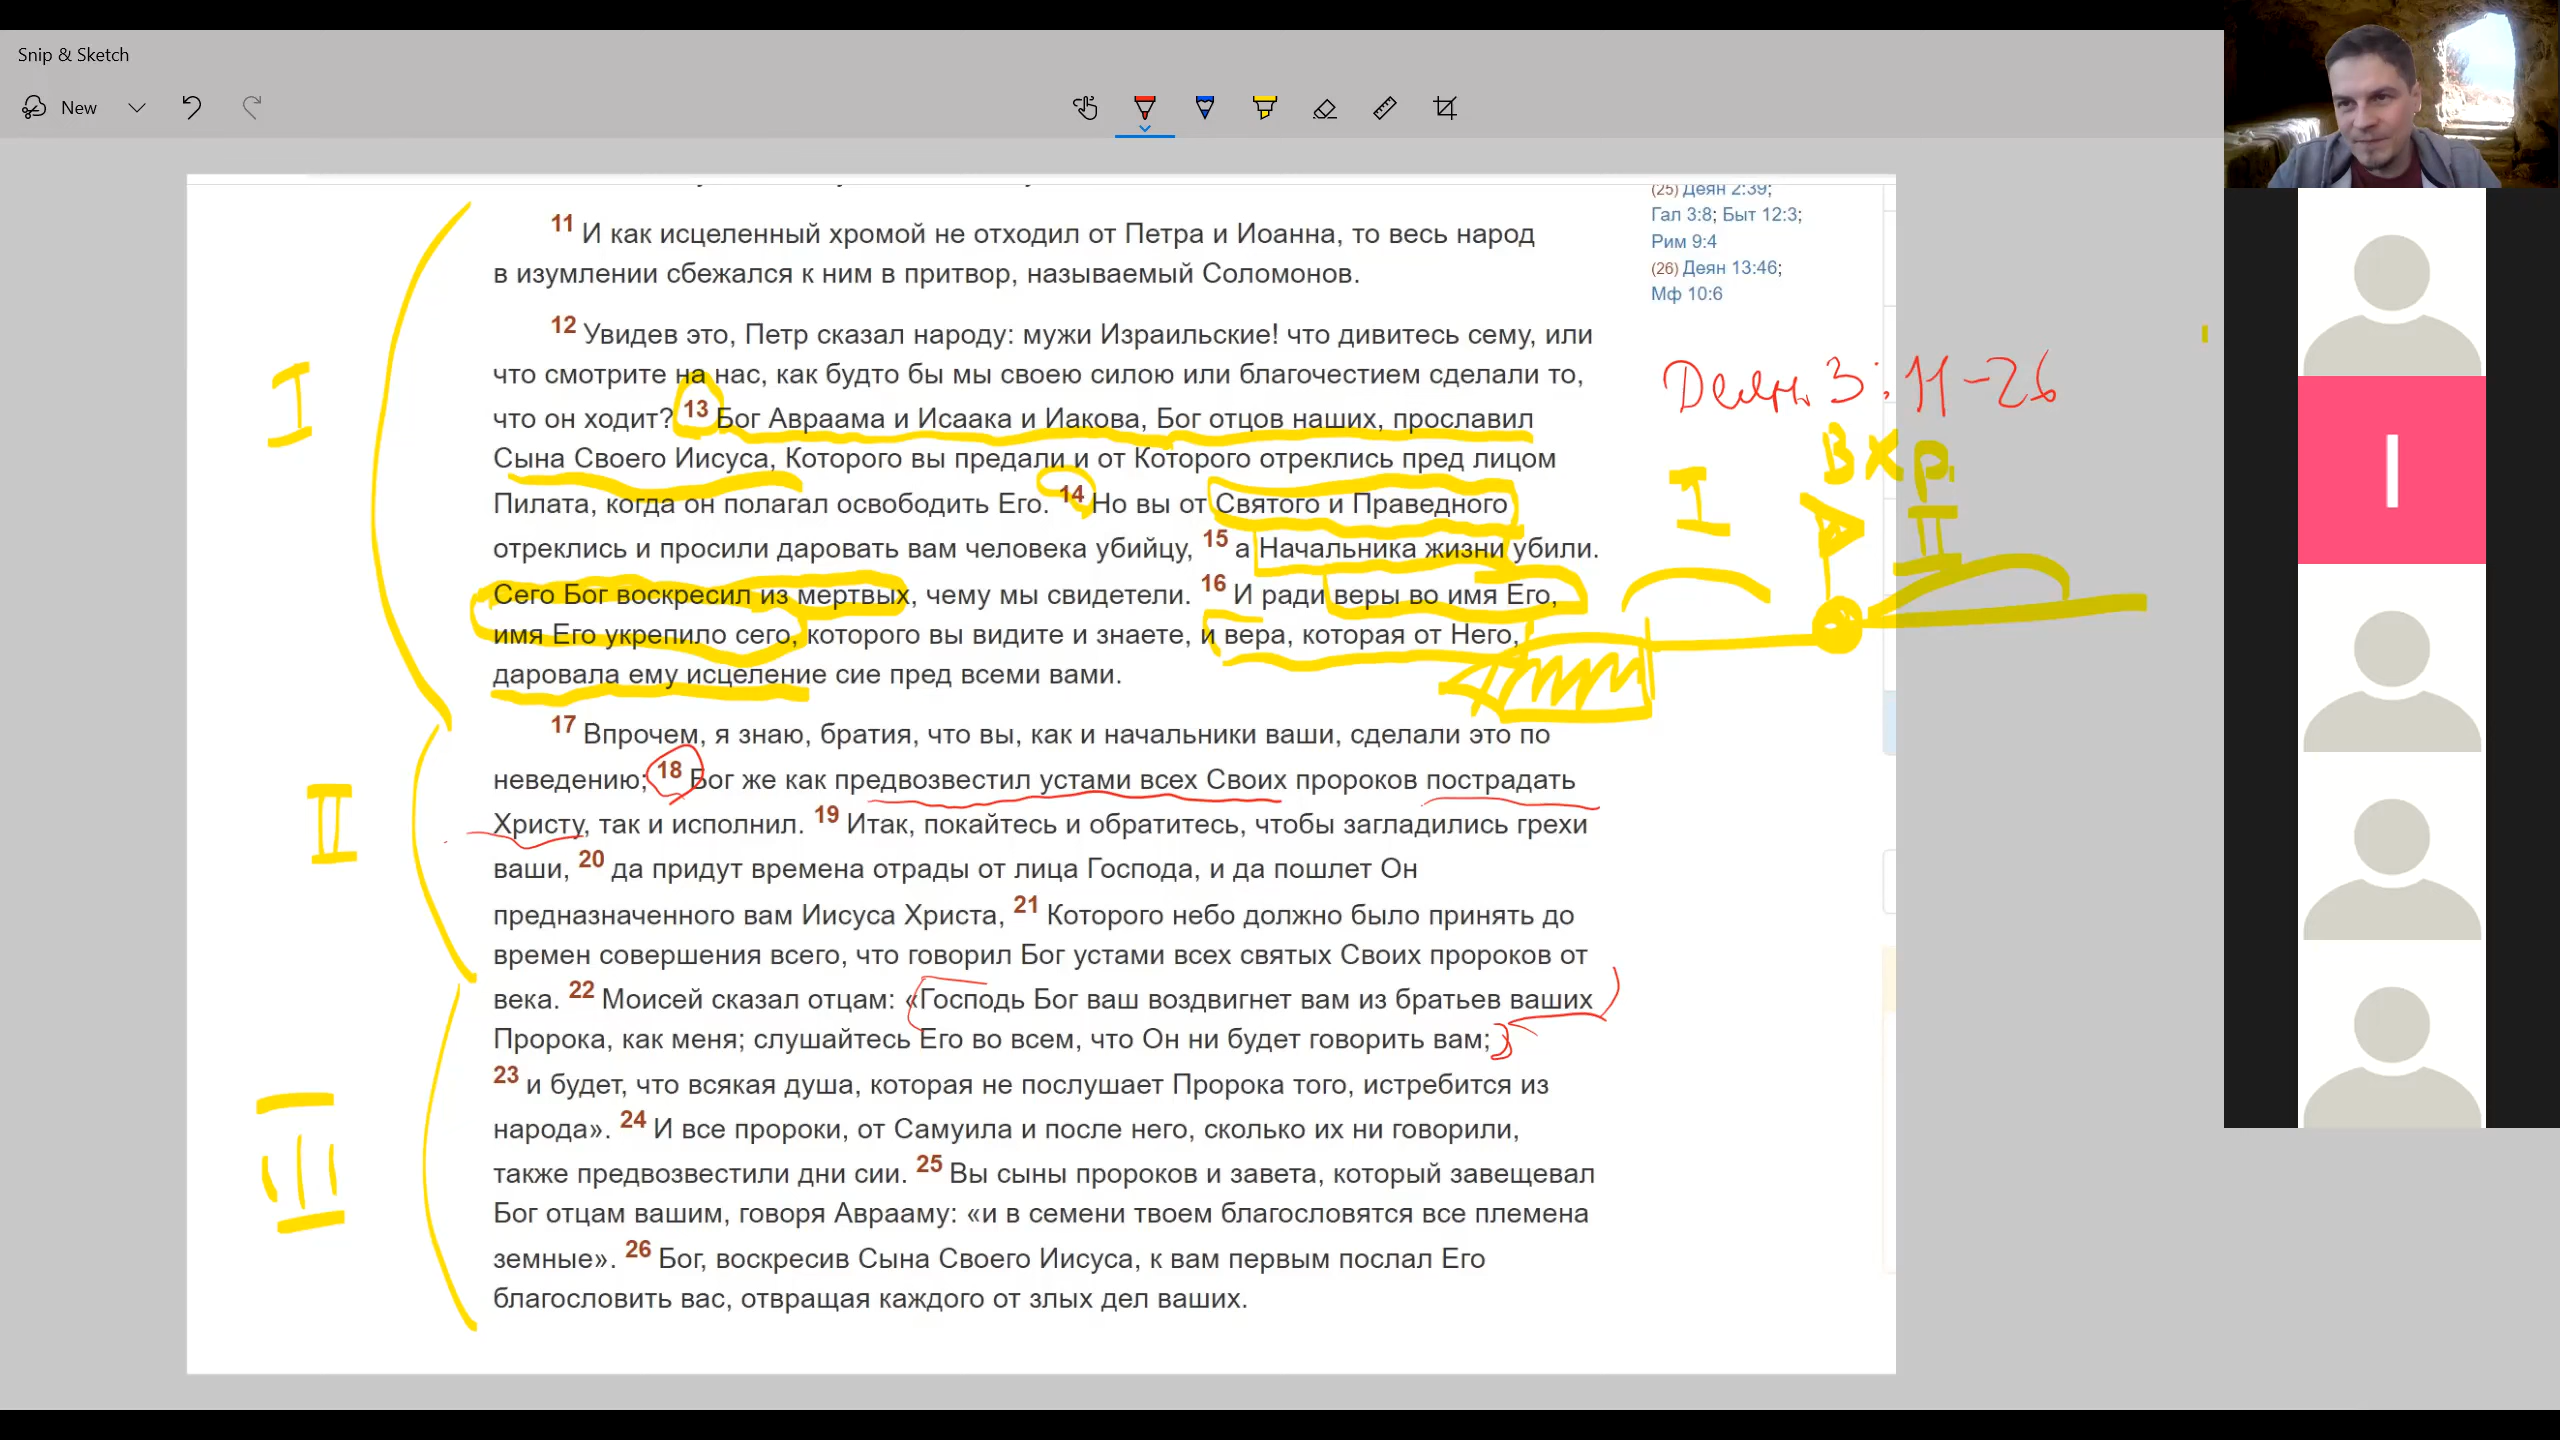 Snip & Sketch
New
(25) Деян 2:39;
Гал 3:8; Быт 12:3;
Рим 9:4
(26) Деян 13:46;
Мф 10:6
Деян. 3:11-26
11 И как исцеленный хромой не отходил от Петра и Иоанна, то весь народ
в изумлении сбежался к ним в притвор, называемый Соломонов.
12 Увидев это, Петр сказал народу: мужи Израильские! что дивитесь сему, или
что смотрите на нас, как будто бы мы своею силою или благочестием сделали то,
что он ходит? 13 Бог Авраама и Исаака и Иакова, Бог отцов наших, прославил
Сына Своего Иисуса, Которого вы предали и от Которого отреклись пред лицом
Пилата, когда он полагал освободить Его. 14 Но вы от Святого и Праведного
отреклись и просили даровать вам человека убийцу, 15 а Начальника жизни убили.
Сего Бог воскресил из мертвых, чему мы свидетели. 16 И ради веры во имя Его,
имя Его укрепило сего, которого вы видите и знаете, и вера, которая от Него,
даровала ему исцеление сие пред всеми вами.
17 Впрочем, я знаю, братия, что вы, как и начальники ваши, сделали это по
неведению; 18 Бог же как предвозвестил устами всех Своих пророков пострадать
Христу, так и исполнил. 19 Итак, покайтесь и обратитесь, чтобы загладились грехи
ваши, 20 да придут времена отрады от лица Господа, и да пошлет Он
предназначенного вам Иисуса Христа, 21 Которого небо должно было принять до
времен совершения всего, что говорил Бог устами всех святых Своих пророков от
века. 22 Моисей сказал отцам: «Господь Бог ваш воздвигнет вам из братьев ваших
Пророка, как меня; слушайтесь Его во всем, что Он ни будет говорить вам;
23 и будет, что всякая душа, которая не послушает Пророка того, истребится из
народа». 24 И все пророки, от Самуила и после него, сколько их ни говорили,
также предвозвестили дни сии. 25 Вы сыны пророков и завета, который завещевал
Бог отцам вашим, говоря Аврааму: «и в семени твоем благословятся все племена
земные». 26 Бог, воскресив Сына Своего Иисуса, к вам первым послал Его
благословить вас, отвращая каждого от злых дел ваших.
I
II
III
В Хр.
I
II
I